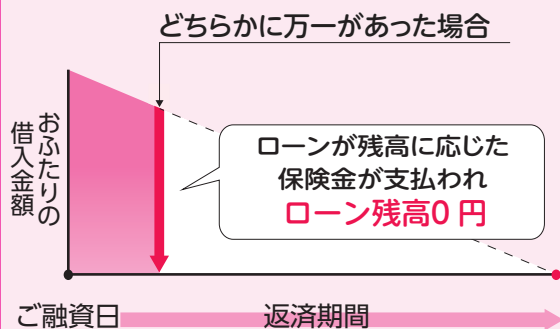 どちらかに万一があった場合
おふたりの
借入金額
ローンが残高に応じた
保険金が支払われ
ローン残高0 円
ご融資日
返済期間